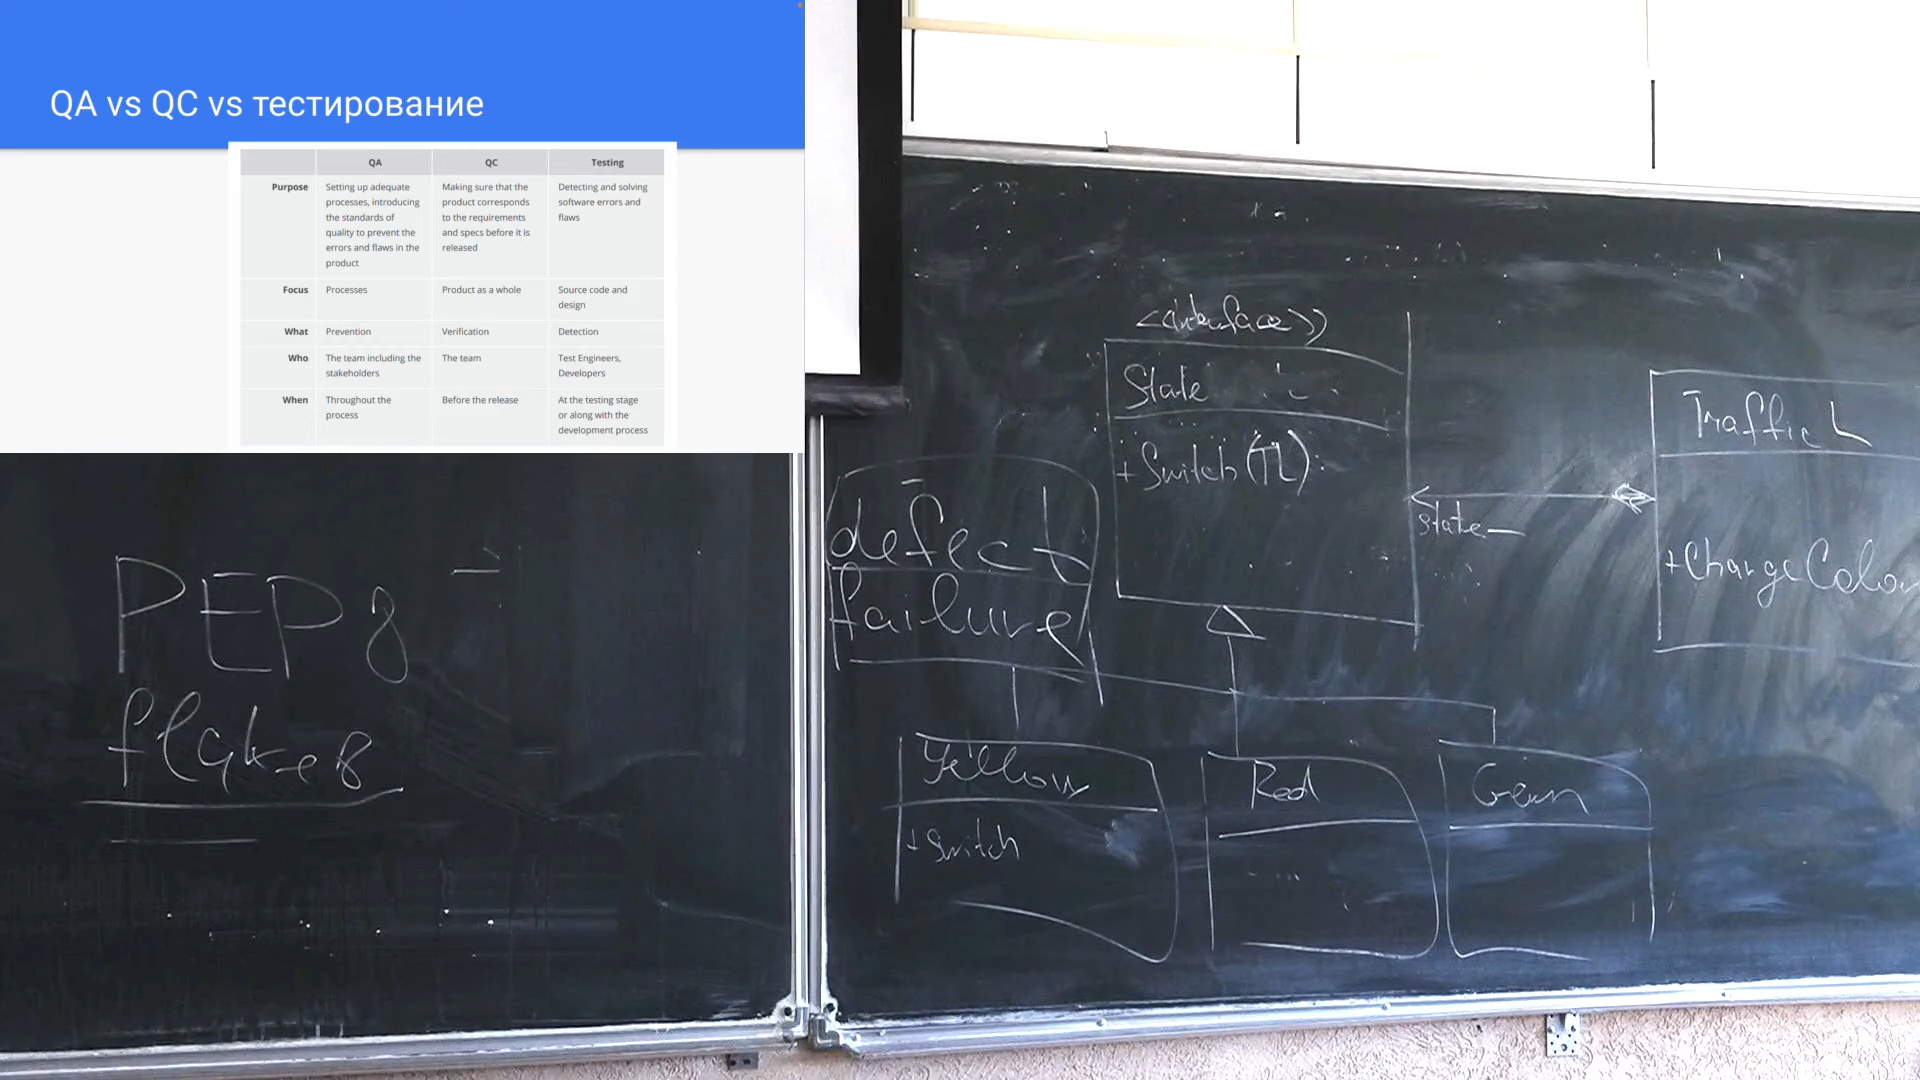 QA vs QC vs тестирование
QA QC Testing
Purpose
Setting up adequate
processes, introducing
the standards of
quality to prevent the
errors and flaws in the
product
Making sure that the
product corresponds
to the requirements
and specs before it is
released
Detecting and solving
software errors and
flaws
Focus
Processes
Product as a whole
Source code and
design
What
Prevention
Verification
Detection
Who
The team including the
stakeholders
The team
Test Engineers,
Developers
When
Throughout the
process
Before the release
At the testing stage
or along with the
development process
PEP8
flake8
defect
failure
<<interface>>
State
+Switch(TL)
state
Traffic L
+ChangeColo
Yellow
+Switch
Red
Green